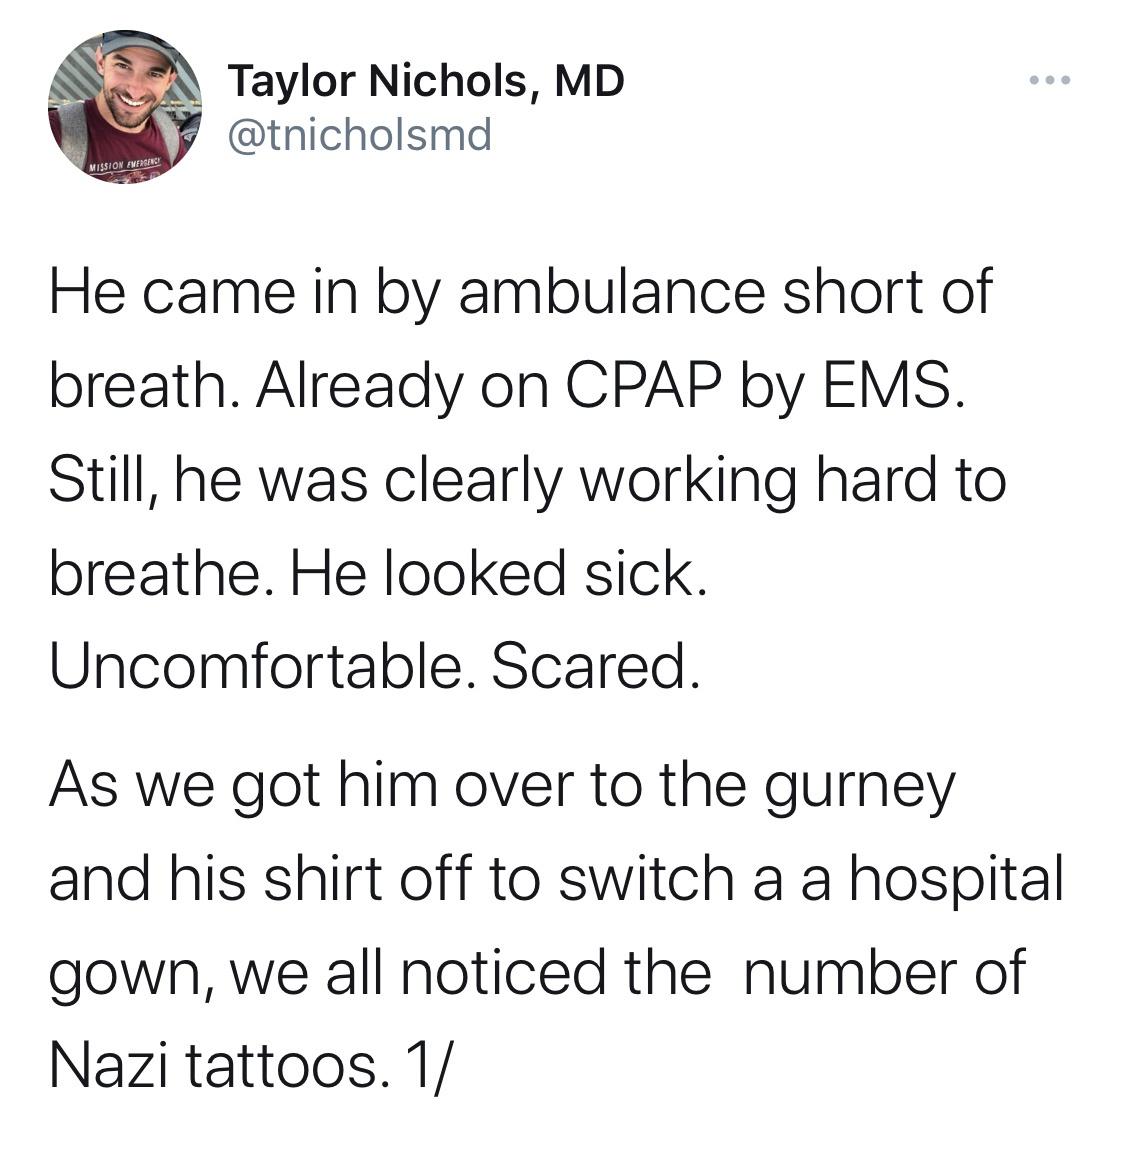 Taylor Nichols, MD
@tnicholsmd
MISSION EMERGENCY
He came in by ambulance short of
breath. Already on CPAP by EMS.
Still, he was clearly working hard to
breathe. He looked sick.
Uncomfortable. Scared.
As we got him over to the gurney
and his shirt off to switch a a hospital
gown, we all noticed the  number of
Nazi tattoos. 1/